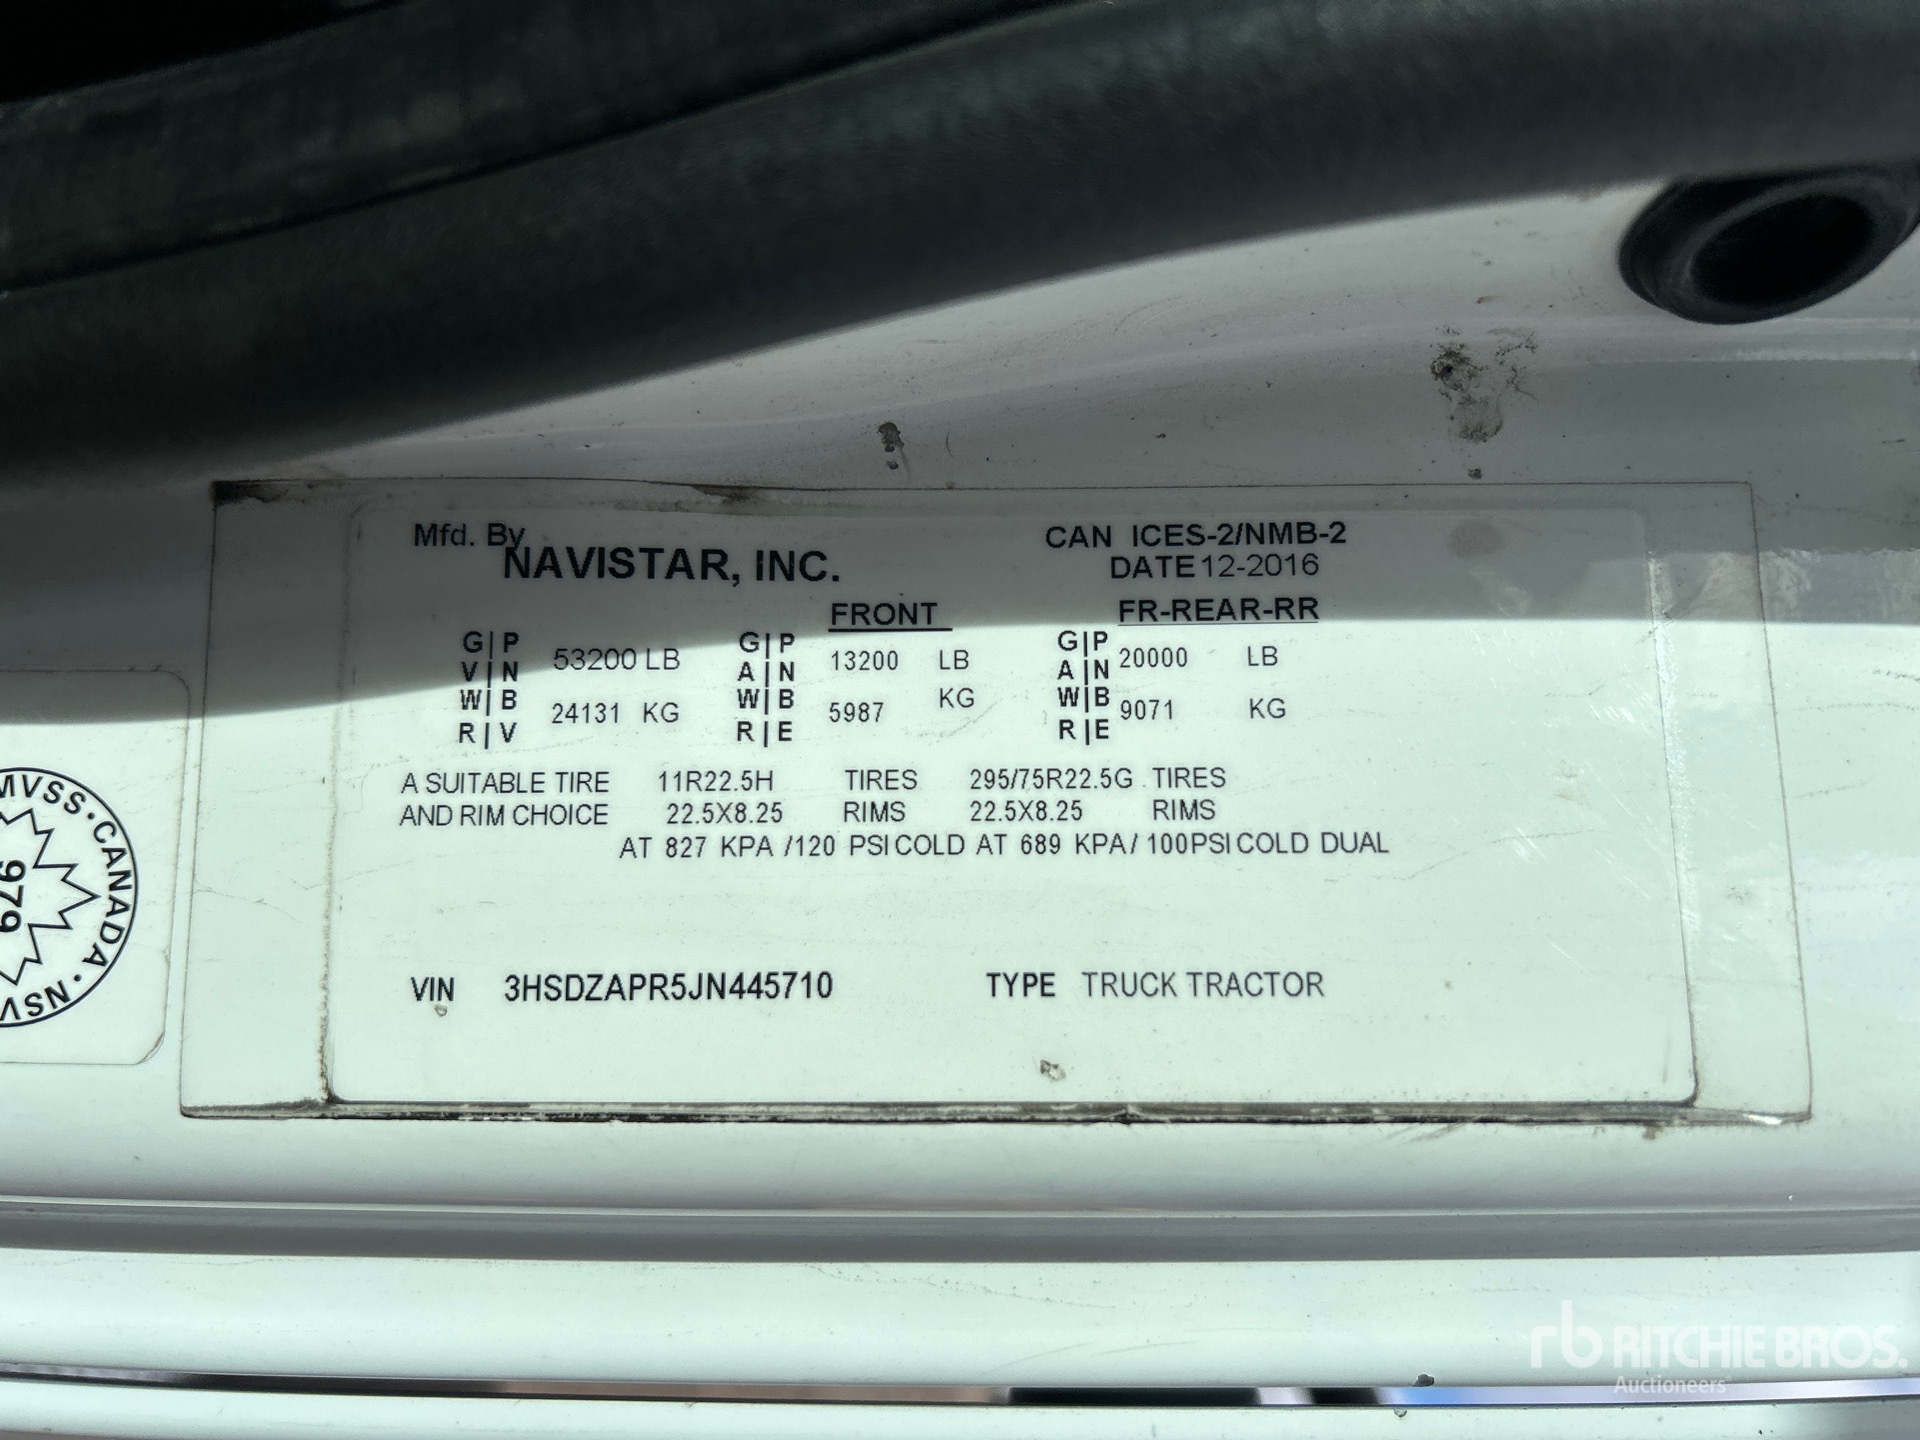 Mfd. By
NAVISTAR, INC.
CAN ICES-2/NMB-2
DATE 12-2016
FRONT
FR-REAR-RR
G|P
V|N
W|B
R|V
53200 LB
24131 KG
G|P
A|N
W|B
R|E
13200 LB
5987 KG
G|P
A|N
W|B
R|E
20000 LB
9071 KG
A SUITABLE TIRE 11R22.5H TIRES 295/75R22.5G TIRES
AND RIM CHOICE 22.5X8.25 RIMS 22.5X8.25 RIMS
AT 827 KPA /120 PSI COLD AT 689 KPA/ 100PSI COLD DUAL
VIN 3HSDZAPR5JN445710 TYPE TRUCK TRACTOR
MVSS • CANADA • NSV
979
rb RITCHIE BROS.
Auctioneers